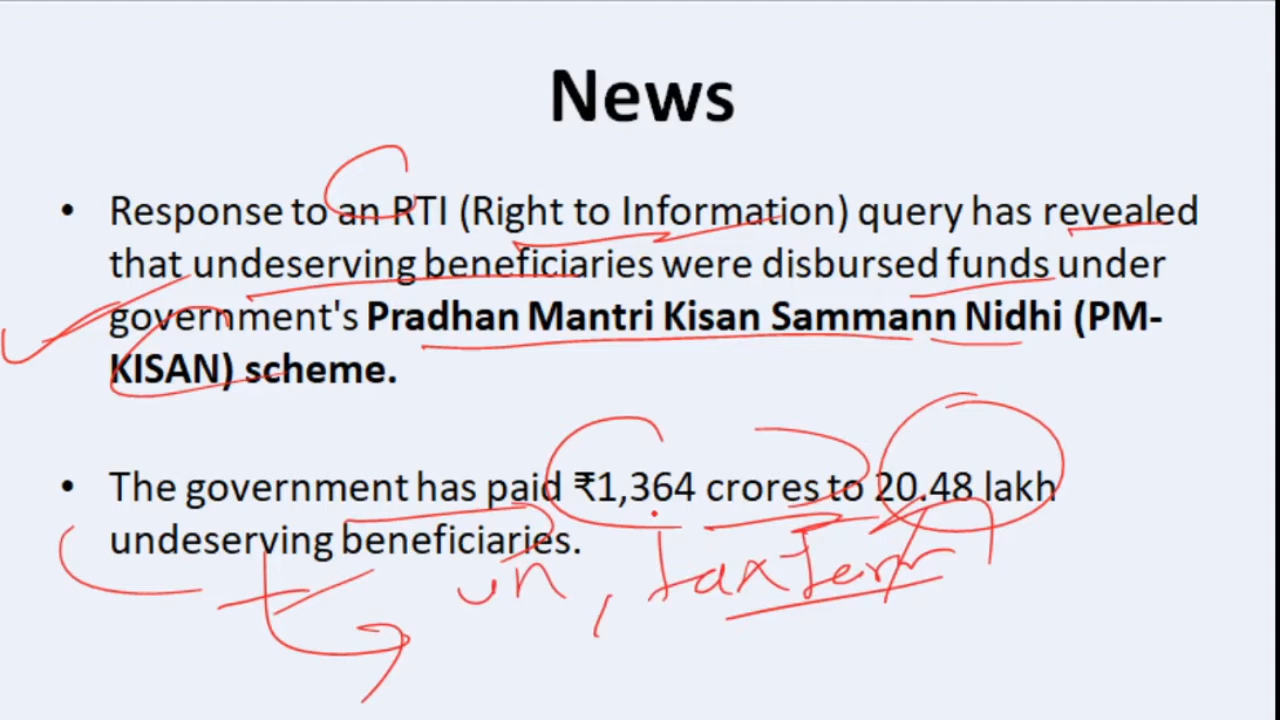 News
• Response to an RTI (Right to Information) query has revealed
that undeserving beneficiaries were disbursed funds under
government's Pradhan Mantri Kisan Sammann Nidhi (PM-
KISAN) scheme.
• The government has paid ₹1,364 crores to 20.48 lakh
undeserving beneficiaries.
un, tax